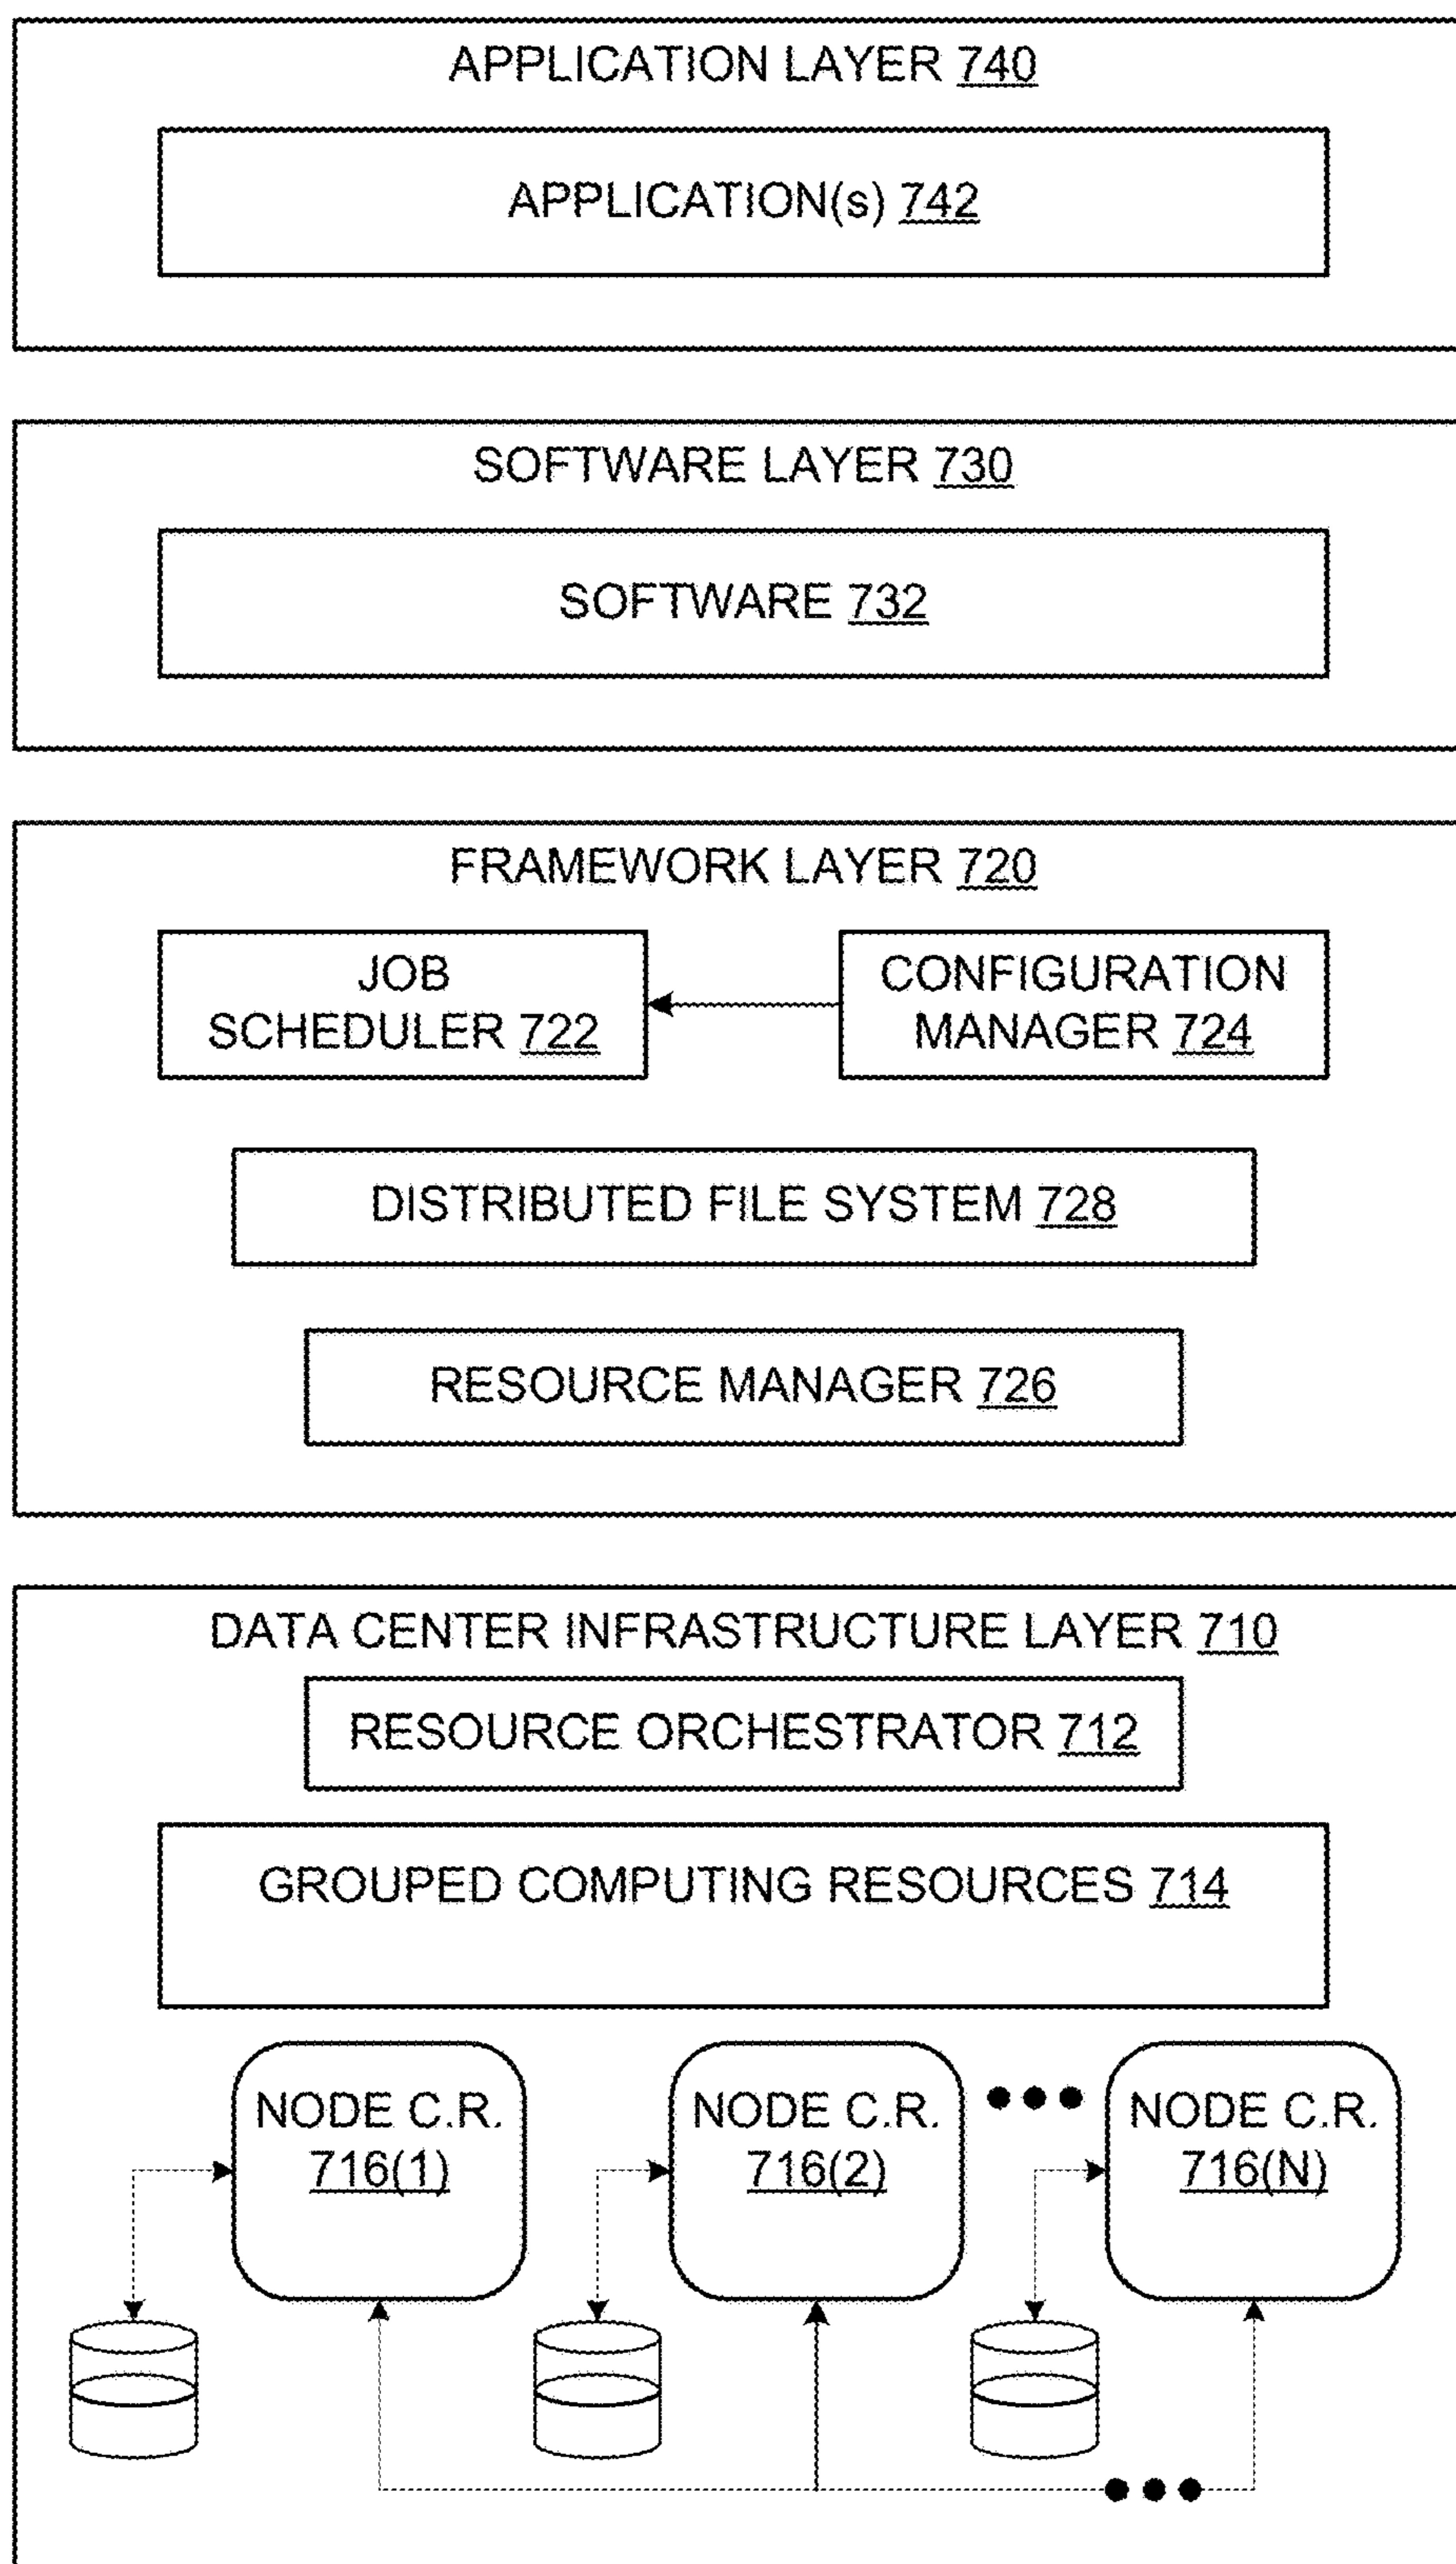 APPLICATION LAYER 740
APPLICATION(s) 742
SOFTWARE LAYER 730
SOFTWARE 732
FRAMEWORK LAYER 720
JOB
SCHEDULER 722
CONFIGURATION
MANAGER 724
DISTRIBUTED FILE SYSTEM 728
RESOURCE MANAGER 726
DATA CENTER INFRASTRUCTURE LAYER 710
RESOURCE ORCHESTRATOR 712
GROUPED COMPUTING RESOURCES 714
NODE C.R.
716(1)
NODE C.R.
716(2)
NODE C.R.
716(N)